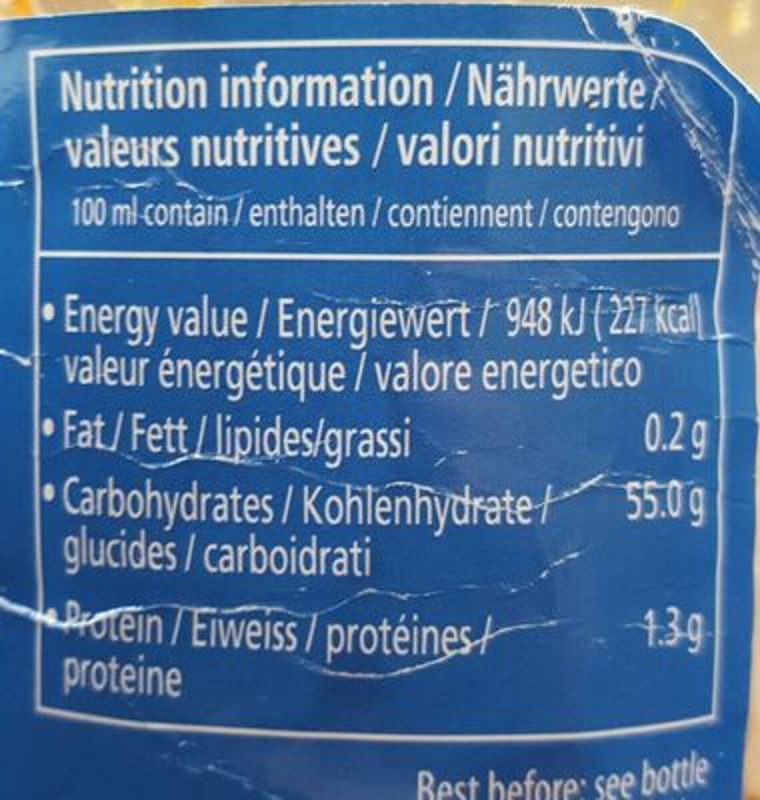 Nutrition information / Nährwerte /
valeurs nutritives / valori nutritivi
100 ml contain / enthalten / contiennent / contengono
• Energy value / Energiewert / 948 kJ (227 kcal)
valeur énergétique / valore energetico
• Fat / Fett / lipides/grassi 0.2 g
• Carbohydrates / Kohlenhydrate / 55.0 g
glucides / carboidrati
• Protein / Eiweiss / protéines / 1.3 g
proteine
Best before: see bottle